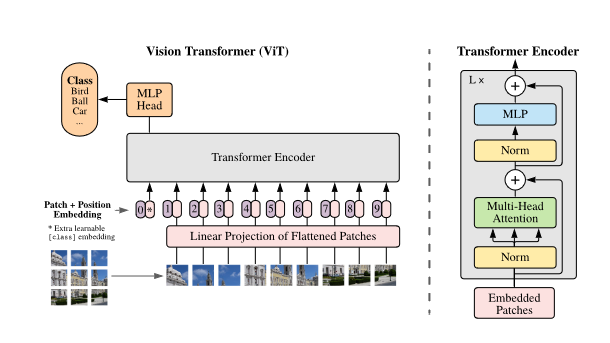 Vision Transformer (ViT)
Class
Bird
Ball
Car
...
MLP
Head
Transformer Encoder
Patch + Position
Embedding
* Extra learnable
[class] embedding
0 * 1 2 3 4 5 6 7 8 9
Linear Projection of Flattened Patches
Transformer Encoder
L x
+
MLP
Norm
+
Multi-Head
Attention
Norm
Embedded
Patches